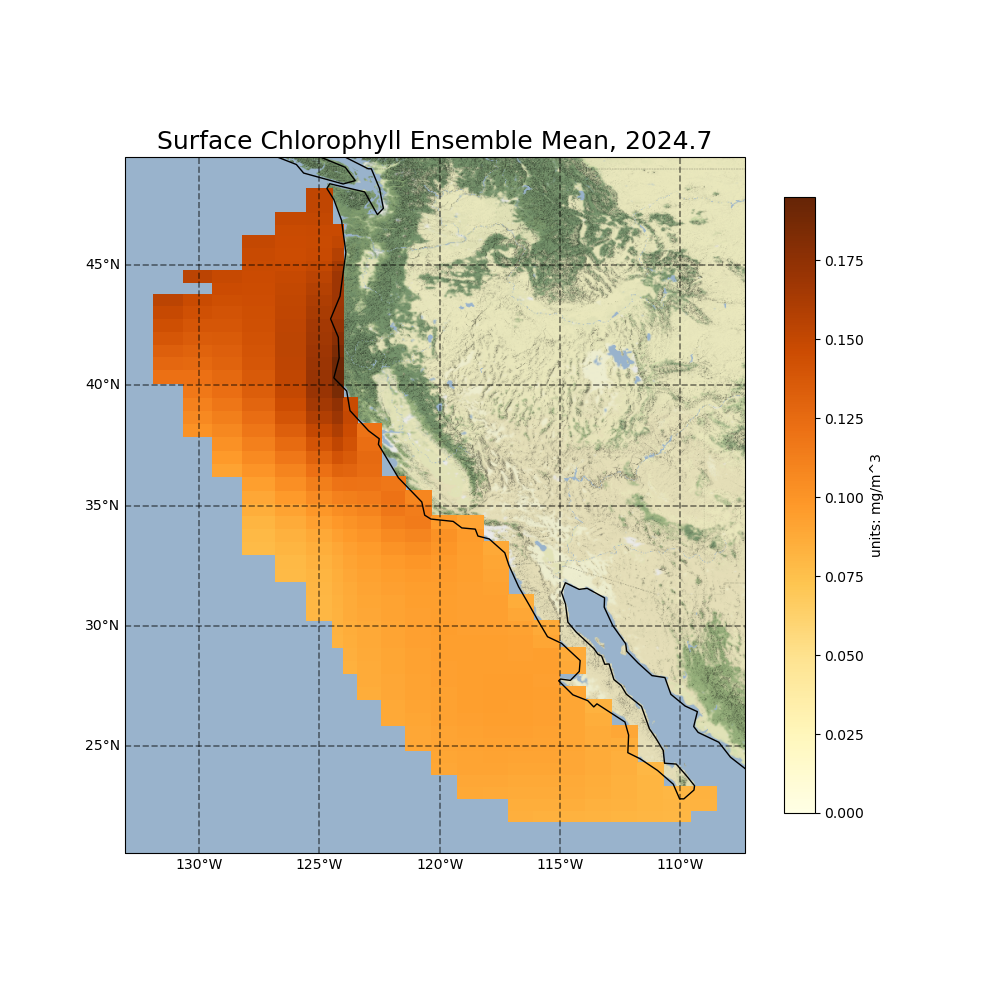 Surface Chlorophyll Ensemble Mean, 2024.7
45°N
40°N
35°N
30°N
25°N
130°W
125°W
120°W
115°W
110°W
0.175
0.150
0.125
0.100
0.075
0.050
0.025
0.000
units: mg/m^3